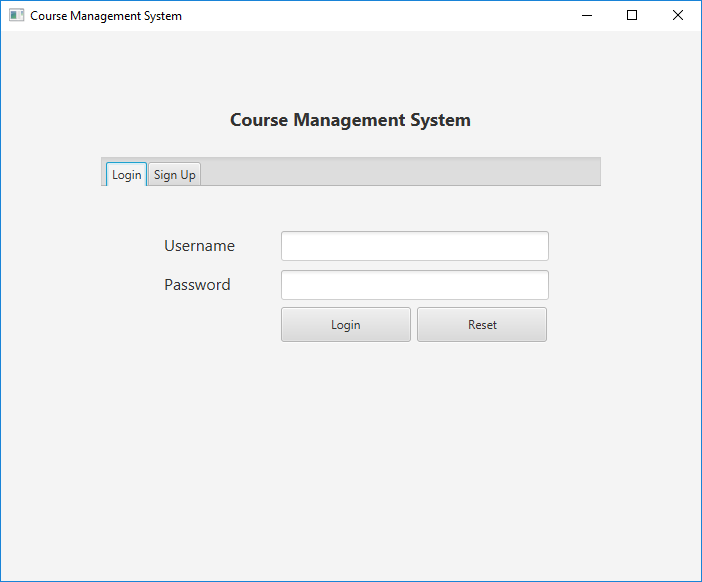 Course Management System
Course Management System
Login Sign Up
Username
Password
Login Reset